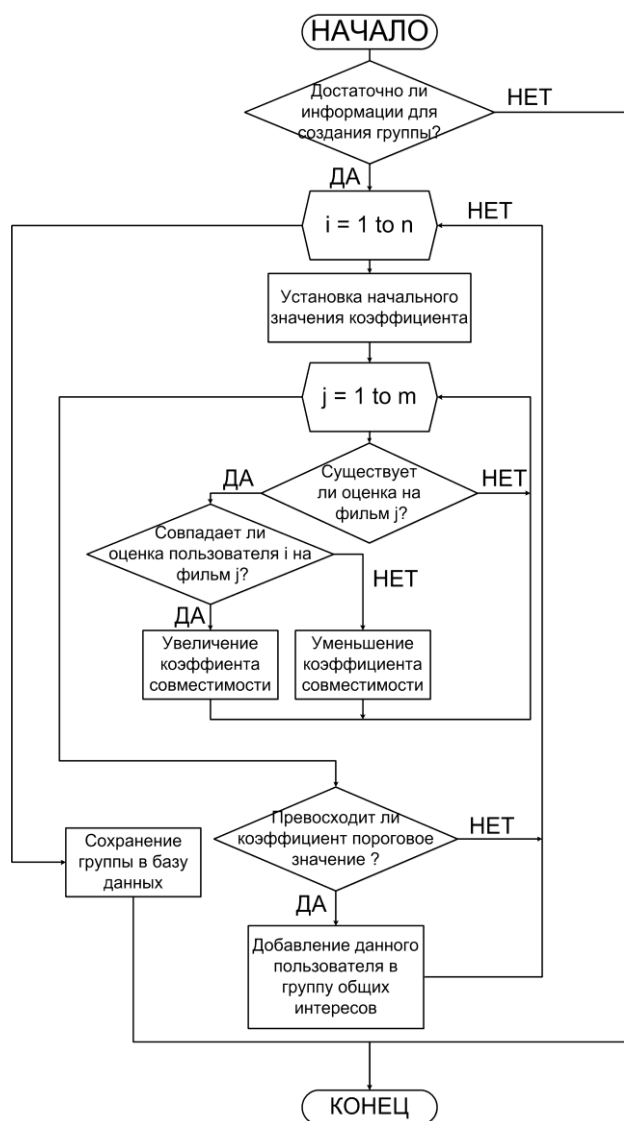 НАЧАЛО
Достаточно ли
информации для
создания группы?
НЕТ
ДА
i = 1 to n
НЕТ
Установка начального
значения коэффициента
j = 1 to m
ДА
Существует
ли оценка на
фильм j?
НЕТ
Совпадает ли
оценка пользователя i на
фильм j?
НЕТ
ДА
Увеличение
коэффиента
совместимости
Уменьшение
коэффициента
совместимости
Превосходит ли
коэффициент пороговое
значение ?
НЕТ
Сохранение
группы в базу
данных
ДА
Добавление данного
пользователя в
группу общих
интересов
КОНЕЦ